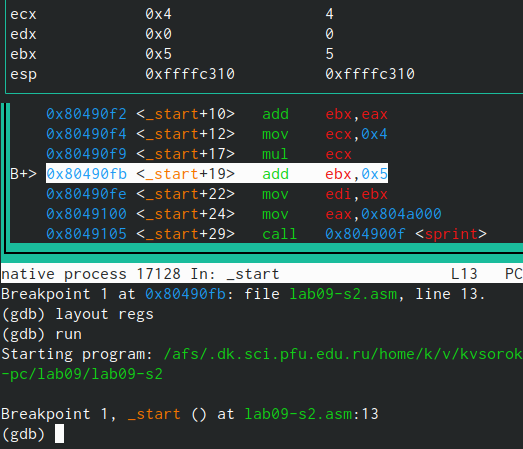 ecx 0x4 4
edx 0x0 0
ebx 0x5 5
esp 0xffffc310 0xffffc310
0x80490f2 <_start+10> add ebx,eax
0x80490f4 <_start+12> mov ecx,0x4
0x80490f9 <_start+17> mul ecx
B+> 0x80490fb <_start+19> add ebx,0x5
0x80490fe <_start+22> mov edi,ebx
0x8049100 <_start+24> mov eax,0x804a000
0x8049105 <_start+29> call 0x804900f <sprint>
native process 17128 In: _start L13 PC
Breakpoint 1 at 0x80490fb: file lab09-s2.asm, line 13.
(gdb) layout regs
(gdb) run
Starting program: /afs/.dk.sci.pfu.edu.ru/home/k/v/kvsorok
-pc/lab09/lab09-s2
Breakpoint 1, _start () at lab09-s2.asm:13
(gdb)